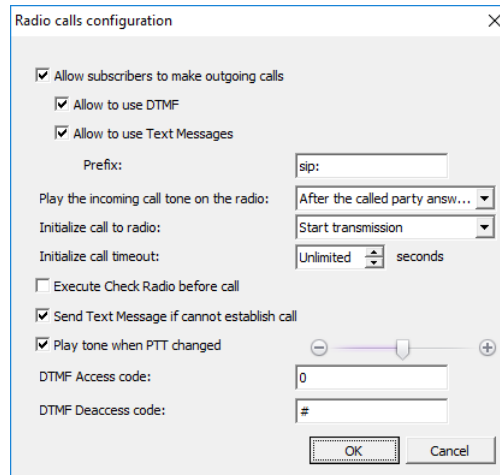 Radio calls configuration
Allow subscribers to make outgoing calls
Allow to use DTMF
Allow to use Text Messages
Prefix: sip:
Play the incoming call tone on the radio: After the called party answ...
Initialize call to radio: Start transmission
Initialize call timeout: Unlimited seconds
Execute Check Radio before call
Send Text Message if cannot establish call
Play tone when PTT changed
DTMF Access code: 0
DTMF Deaccess code: #
OK Cancel